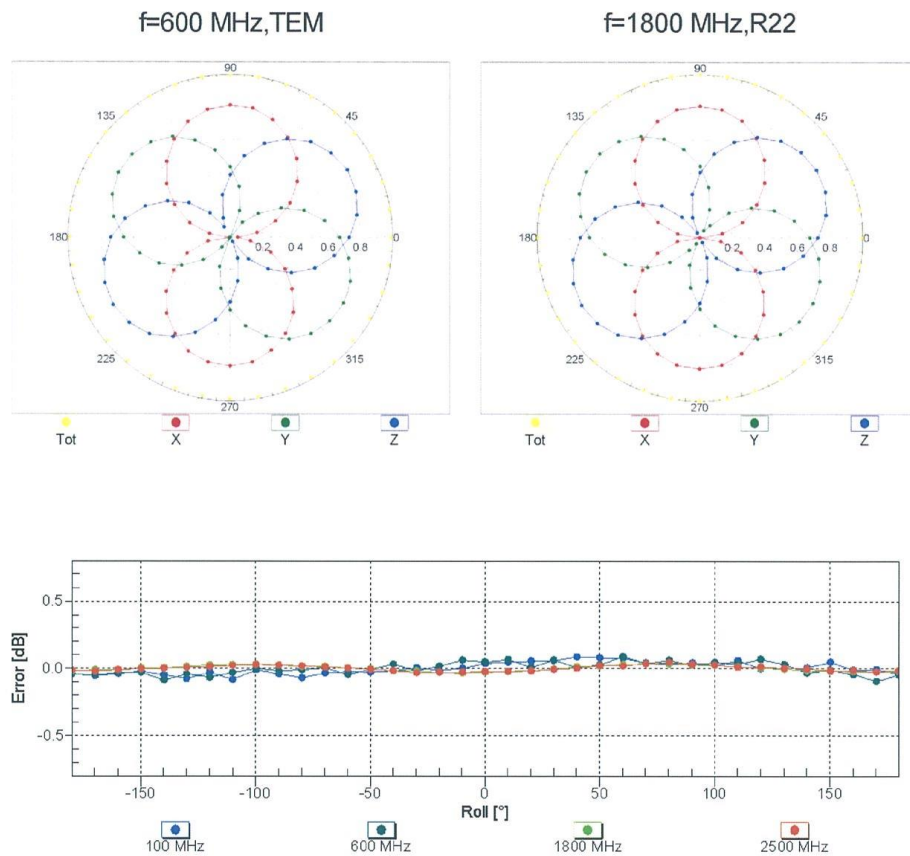 f=600 MHz,TEM
f=1800 MHz,R22
90
135
45
180
0.2 0.4 0.6 0.8
0
225
315
270
Tot
X
Y
Z
90
135
45
180
0.2 0.4 0.6 0.8
0
225
315
270
Tot
X
Y
Z
Error [dB]
0.5
0.0
-0.5
-150
-100
-50
0
50
100
150
Roll [°]
100 MHz
600 MHz
1800 MHz
2500 MHz